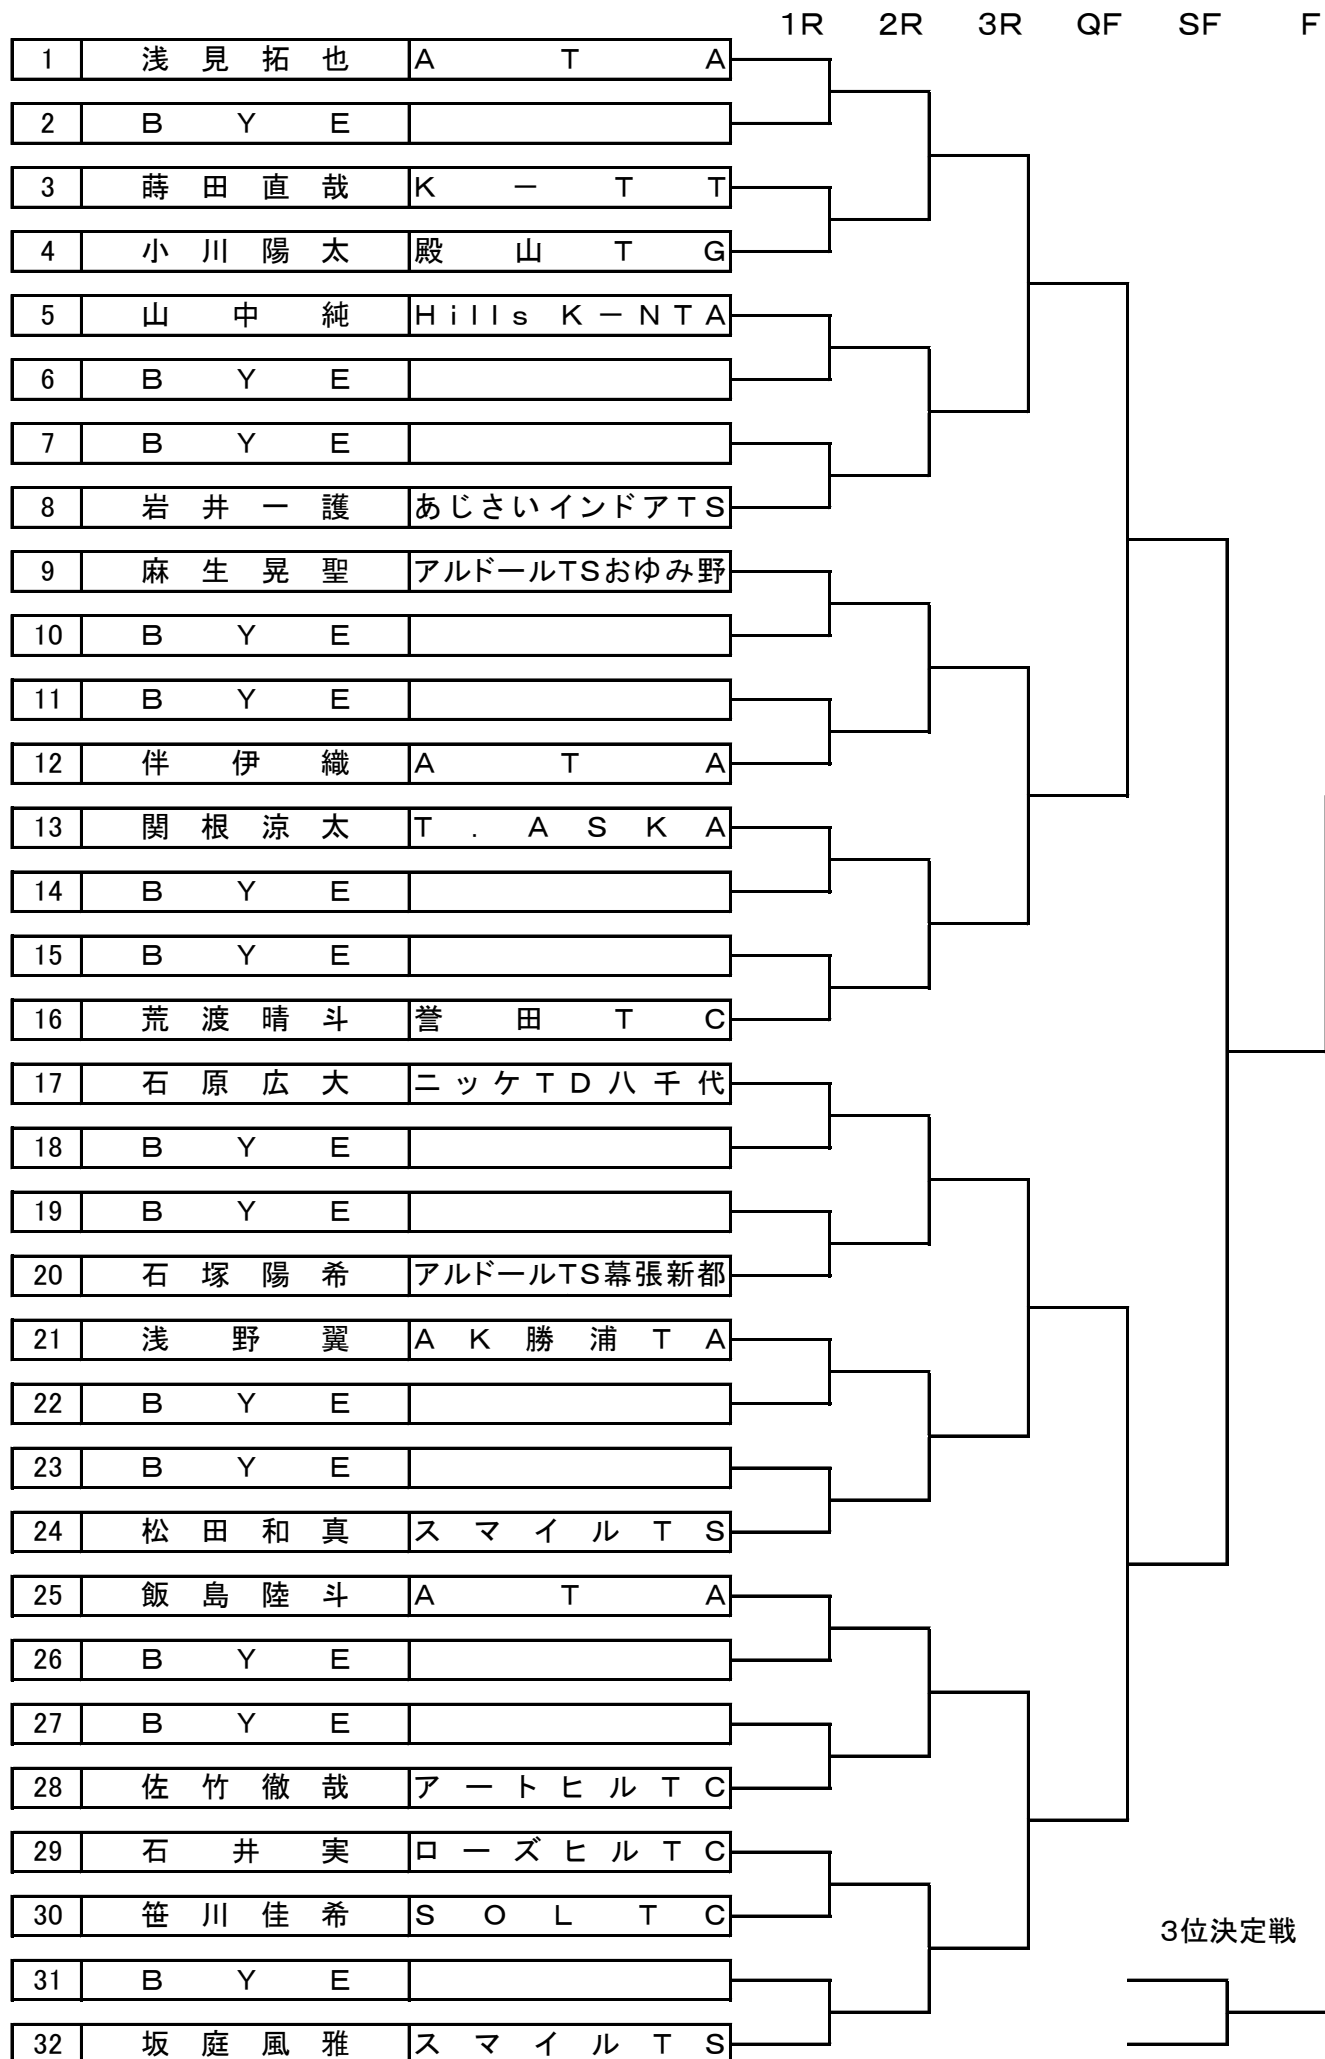 1R 2R 3R QF SF F
1 浅見拓也 ATA
2 BYE
3 蒔田直哉 K－TT
4 小川陽太 殿山TG
5 山中純 Hills K－NTA
6 BYE
7 BYE
8 岩井一護 あじさいインドアTS
9 麻生晃聖 アルドールTSおゆみ野
10 BYE
11 BYE
12 伴伊織 ATA
13 関根涼太 T.ASKA
14 BYE
15 BYE
16 荒渡晴斗 誉田TC
17 石原広大 ニッケTD八千代
18 BYE
19 BYE
20 石塚陽希 アルドールTS幕張新都
21 浅野翼 AK勝浦TA
22 BYE
23 BYE
24 松田和真 スマイルTS
25 飯島陸斗 ATA
26 BYE
27 BYE
28 佐竹徹哉 アートヒルTC
29 石井実 ローズヒルTC
30 笹川佳希 SOLTC
3位決定戦
31 BYE
32 坂庭風雅 スマイルTS